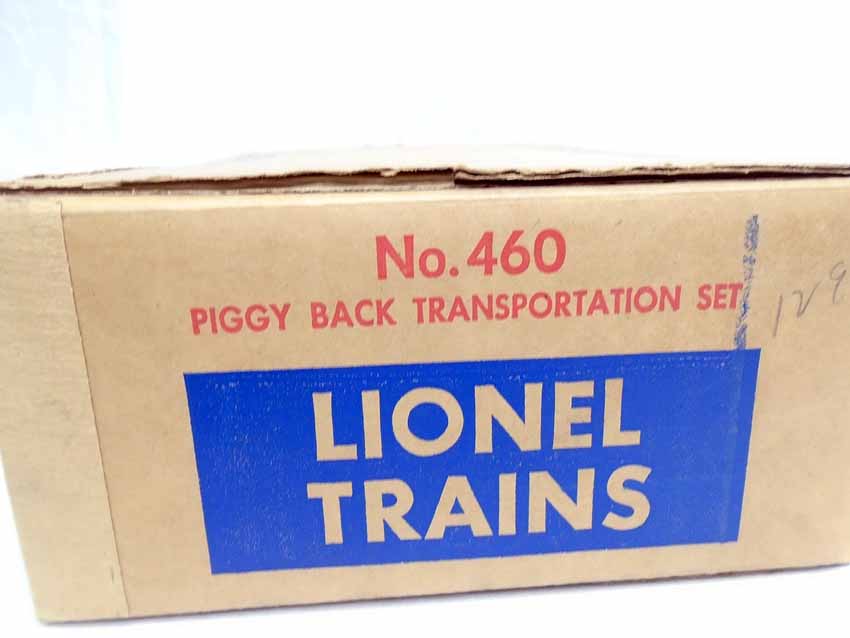 No. 460
PIGGY BACK TRANSPORTATION SET
LIONEL
TRAINS